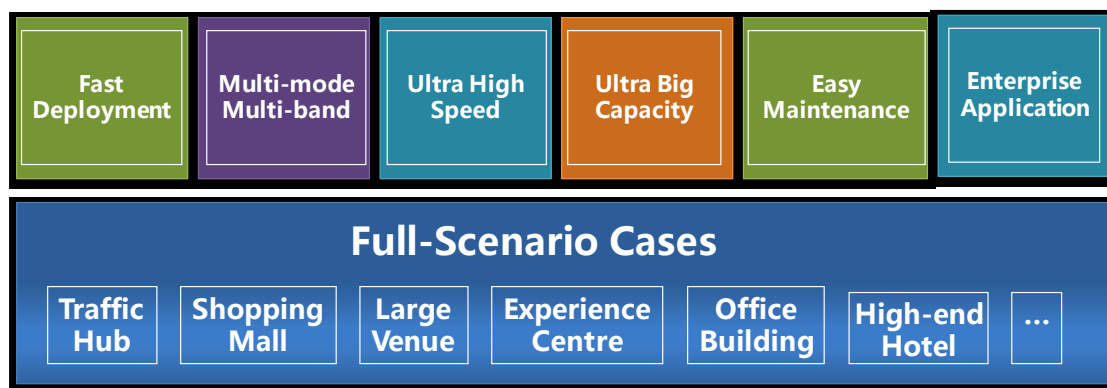 Fast
Deployment
Multi-mode
Multi-band
Ultra High
Speed
Ultra Big
Capacity
Easy
Maintenance
Enterprise
Application
Full-Scenario Cases
Traffic
Hub
Shopping
Mall
Large
Venue
Experience
Centre
Office
Building
High-end
Hotel
...